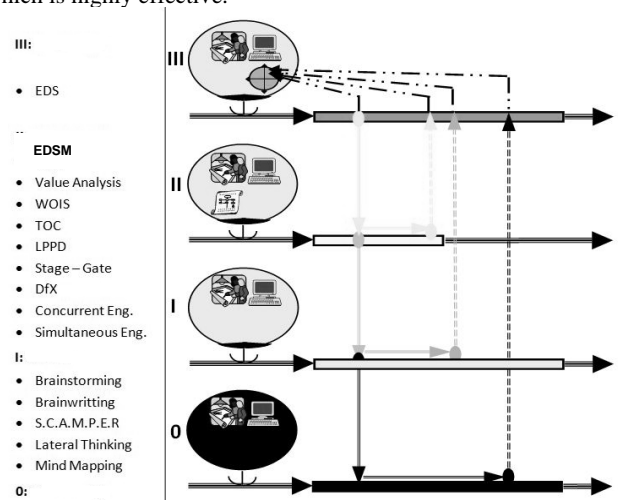 which is highly effective.
III:
• EDS
EDSM
• Value Analysis
• WOIS
• TOC
• LPPD
• Stage – Gate
• DfX
• Concurrent Eng.
• Simultaneous Eng.
I:
• Brainstorming
• Brainwritting
• S.C.A.M.P.E.R
• Lateral Thinking
• Mind Mapping
0:
III
II
I
0